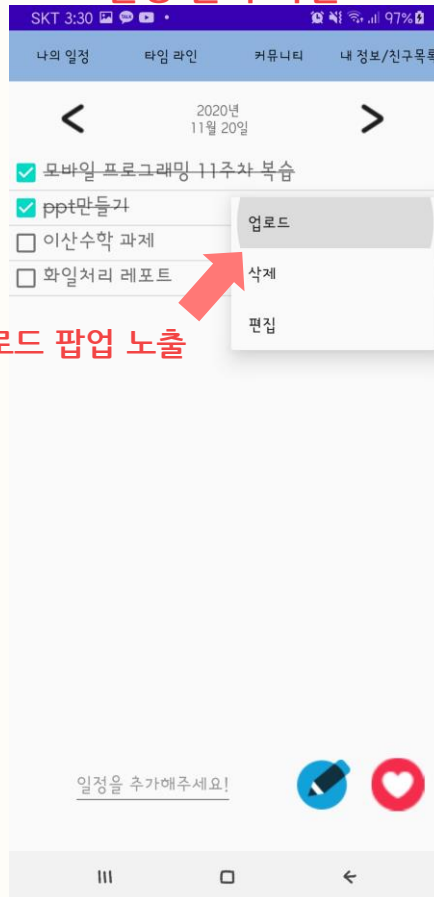 SKT 3:30 97%
나의 일정 타임 라인 커뮤니티 내 정보/친구목록
2020년
11월 20일
모바일 프로그래밍 11주차 복습
ppt만들기
이산수학 과제
화일처리 레포트
업로드
삭제
편집
로드 팝업 노출
일정을 추가해주세요!